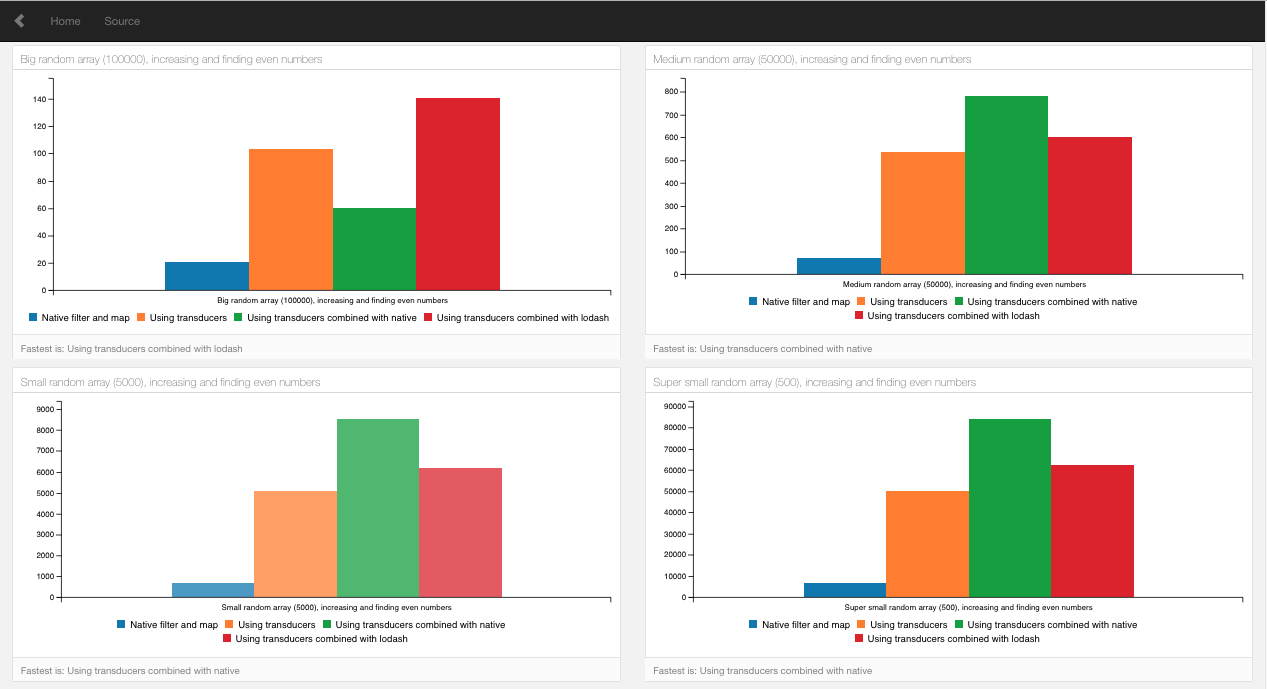 Home Source
Big random array (100000), increasing and finding even numbers
140
120
100
80
60
40
20
0
Big random array (100000), increasing and finding even numbers
Native filter and map Using transducers Using transducers combined with native Using transducers combined with lodash
Fastest is: Using transducers combined with lodash
Medium random array (50000), increasing and finding even numbers
800
700
600
500
400
300
200
100
0
Medium random array (50000), increasing and finding even numbers
Native filter and map Using transducers Using transducers combined with native
Using transducers combined with lodash
Fastest is: Using transducers combined with native
Small random array (5000), increasing and finding even numbers
9000
8000
7000
6000
5000
4000
3000
2000
1000
0
Small random array (5000), increasing and finding even numbers
Native filter and map Using transducers Using transducers combined with native
Using transducers combined with lodash
Fastest is: Using transducers combined with native
Super small random array (500), increasing and finding even numbers
90000
80000
70000
60000
50000
40000
30000
20000
10000
0
Super small random array (500), increasing and finding even numbers
Native filter and map Using transducers Using transducers combined with native
Using transducers combined with lodash
Fastest is: Using transducers combined with native